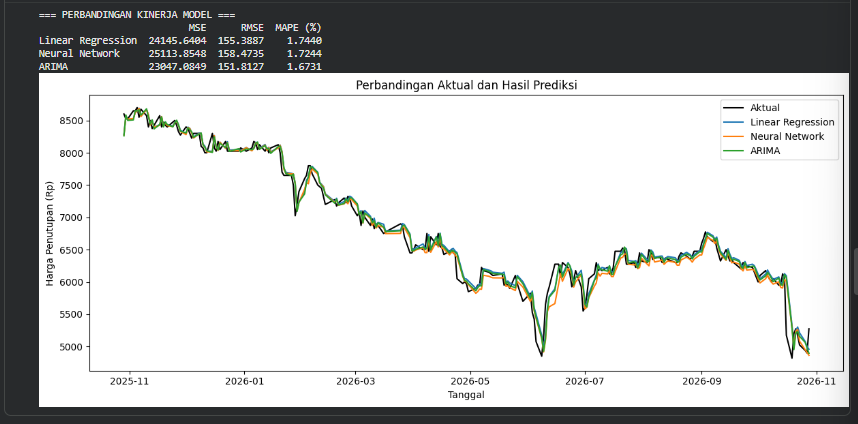 === PERBANDINGAN KINERJA MODEL ===
MSE RMSE MAPE (%)
Linear Regression 24145.6404 155.3887 1.7440
Neural Network 25113.8548 158.4735 1.7244
ARIMA 23047.0849 151.8127 1.6731
Perbandingan Aktual dan Hasil Prediksi
Aktual
Linear Regression
Neural Network
ARIMA
Harga Penutupan (Rp)
8500
8000
7500
7000
6500
6000
5500
5000
2025-11 2026-01 2026-03 2026-05 2026-07 2026-09 2026-11
Tanggal